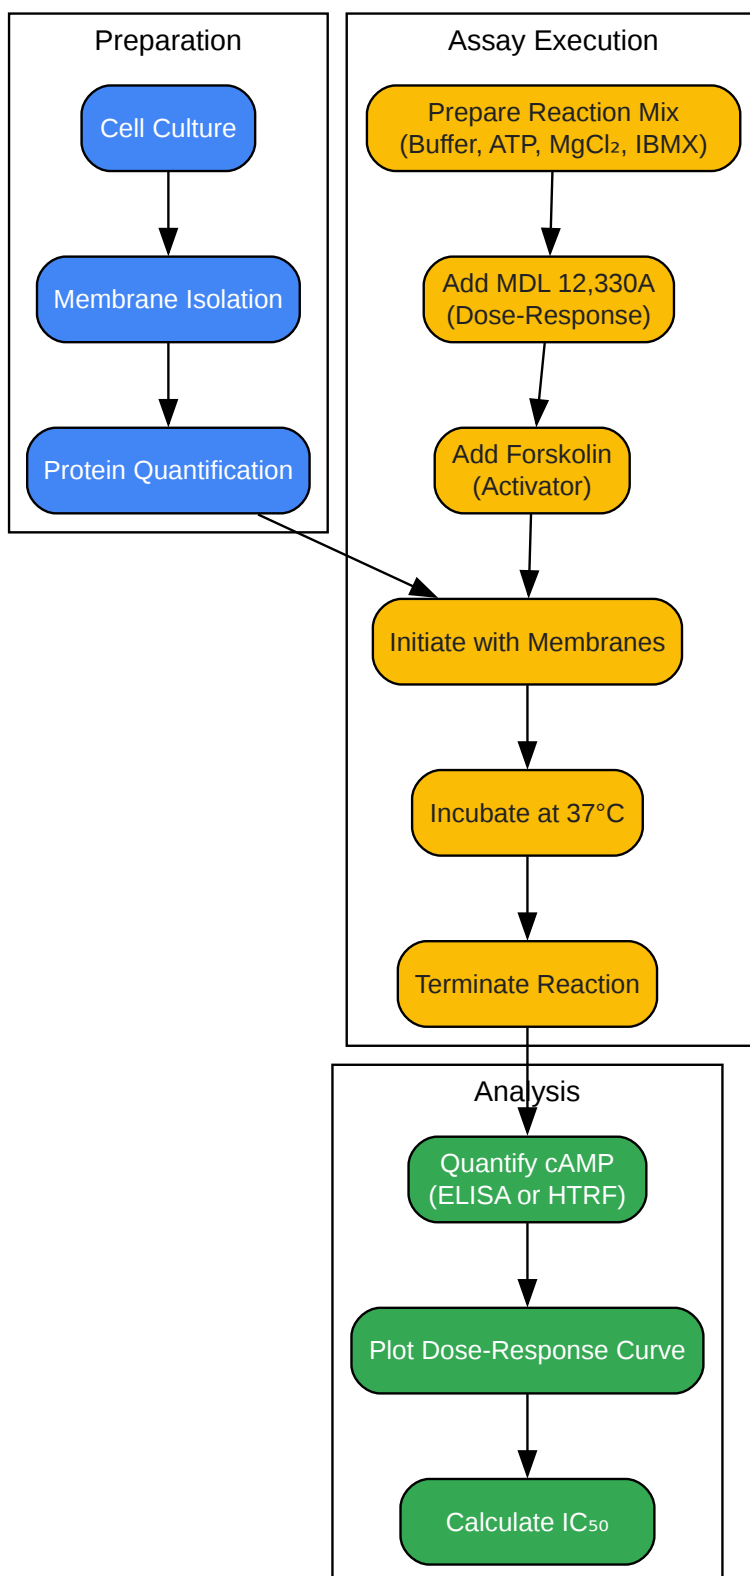 Preparation
Cell Culture
Membrane Isolation
Protein Quantification
Assay Execution
Prepare Reaction Mix
(Buffer, ATP, MgCl₂, IBMX)
Add MDL 12,330A
(Dose-Response)
Add Forskolin
(Activator)
Initiate with Membranes
Incubate at 37°C
Terminate Reaction
Analysis
Quantify cAMP
(ELISA or HTRF)
Plot Dose-Response Curve
Calculate IC₅₀